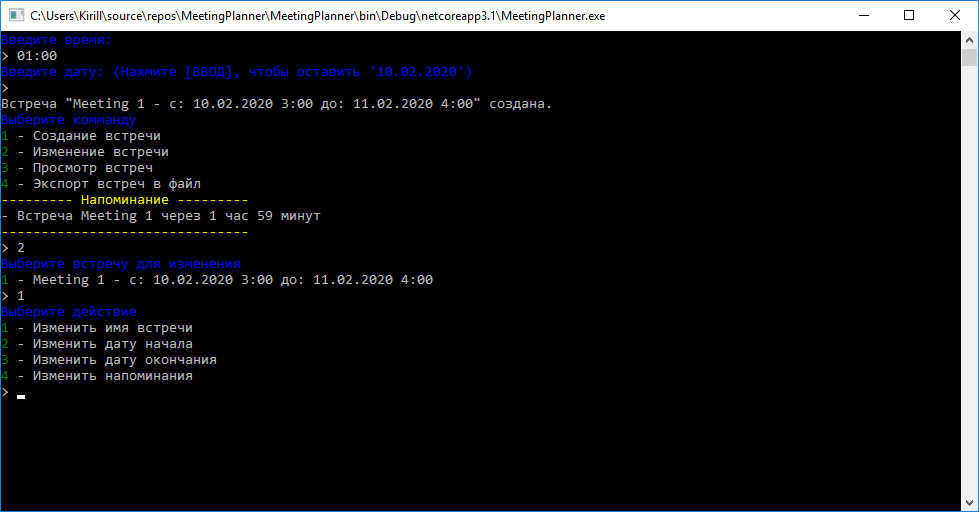 C:\Users\Kirill\source\repos\MeetingPlanner\MeetingPlanner\bin\Debug\netcoreapp3.1\MeetingPlanner.exe
Введите время:
> 01:00
Введите дату: (Нажмите [ВВОД], чтобы оставить '10.02.2020')
>
Встреча "Meeting 1 - с: 10.02.2020 3:00 до: 11.02.2020 4:00" создана.
Выберите комманду
1 - Создание встречи
2 - Изменение встречи
3 - Просмотр встреч
4 - Экспорт встреч в файл
--------- Напоминание ---------
- Встреча Meeting 1 через 1 час 59 минут
-------------------------------
> 2
Выберите встречу для изменения
1 - Meeting 1 - с: 10.02.2020 3:00 до: 11.02.2020 4:00
> 1
Выберите действие
1 - Изменить имя встречи
2 - Изменить дату начала
3 - Изменить дату окончания
4 - Изменить напоминания
>